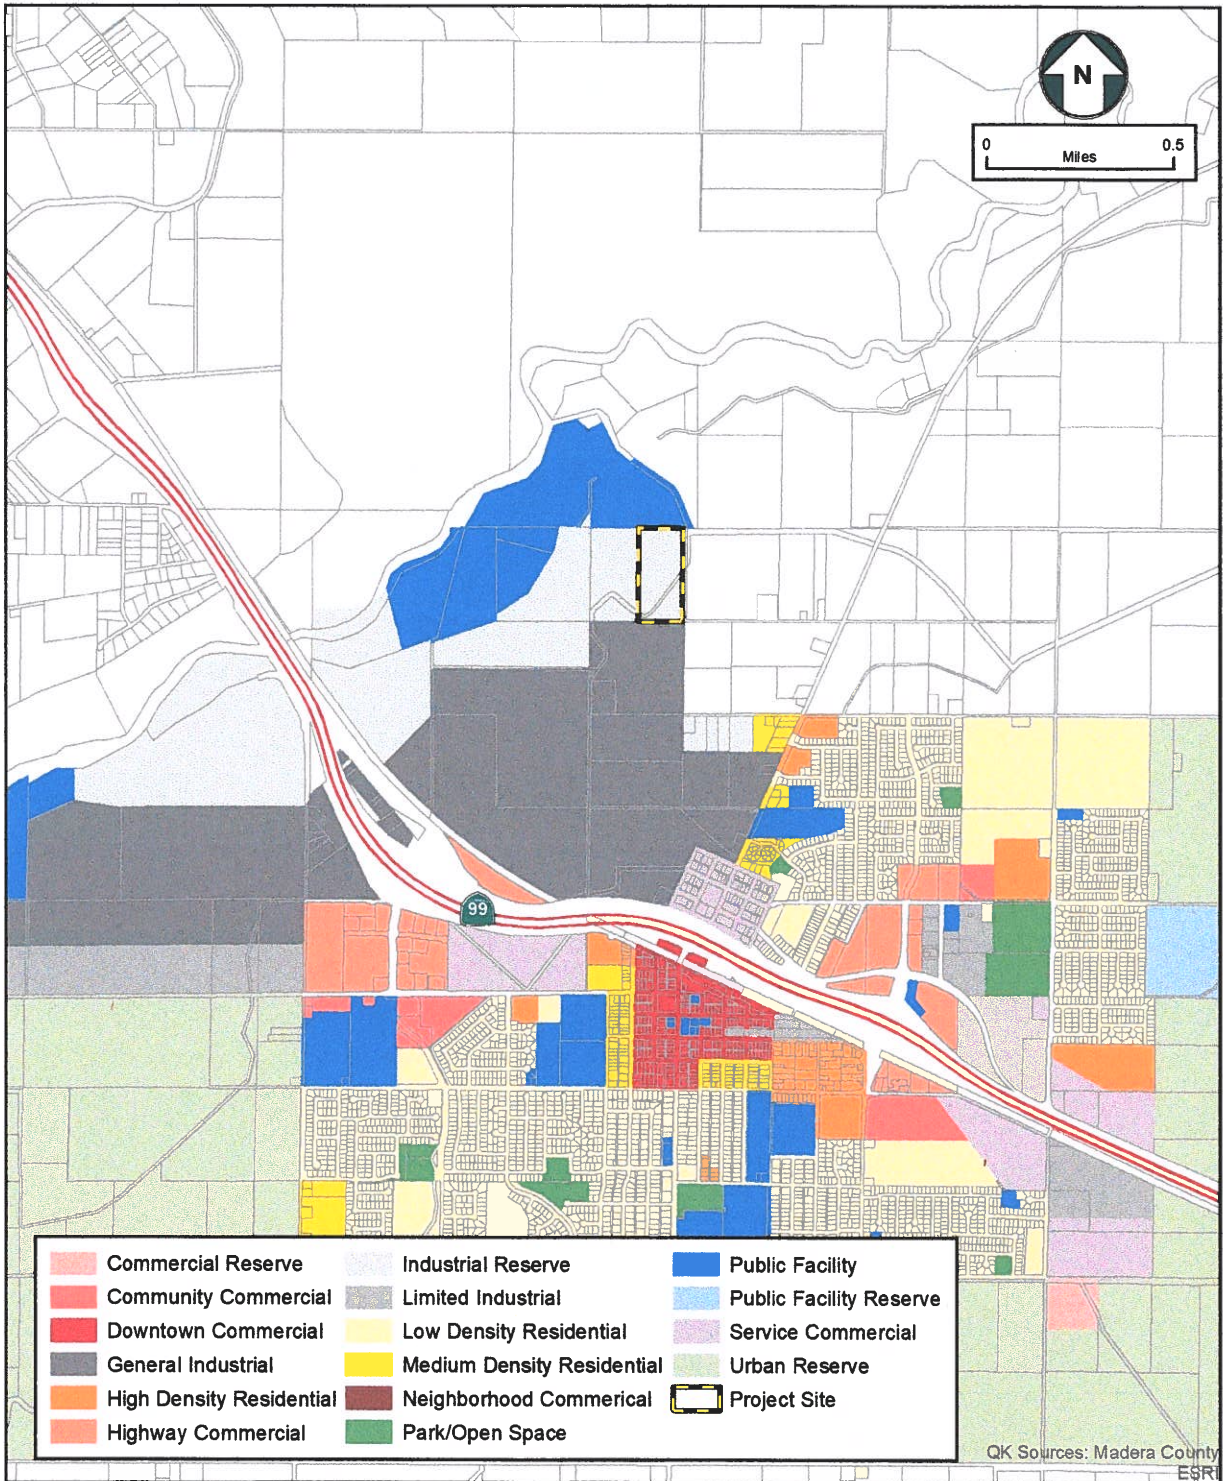 N
0 0.5
Miles
99
Commercial Reserve
Community Commercial
Downtown Commercial
General Industrial
High Density Residential
Highway Commercial
Industrial Reserve
Limited Industrial
Low Density Residential
Medium Density Residential
Neighborhood Commerical
Park/Open Space
Public Facility
Public Facility Reserve
Service Commercial
Urban Reserve
Project Site
QK Sources: Madera County
ESRI